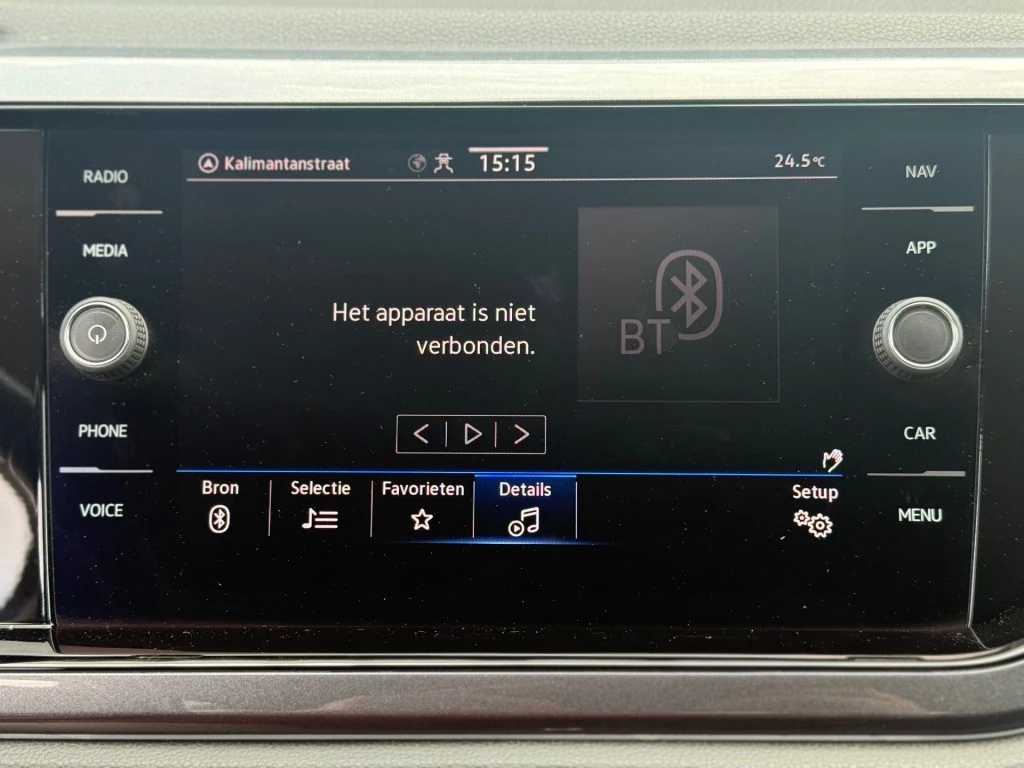 RADIO
MEDIA
PHONE
VOICE
Kalimantanstraat
15:15
24.5°C
Het apparaat is niet
verbonden.
BT
Bron
Selectie
Favorieten
Details
Setup
NAV
APP
CAR
MENU